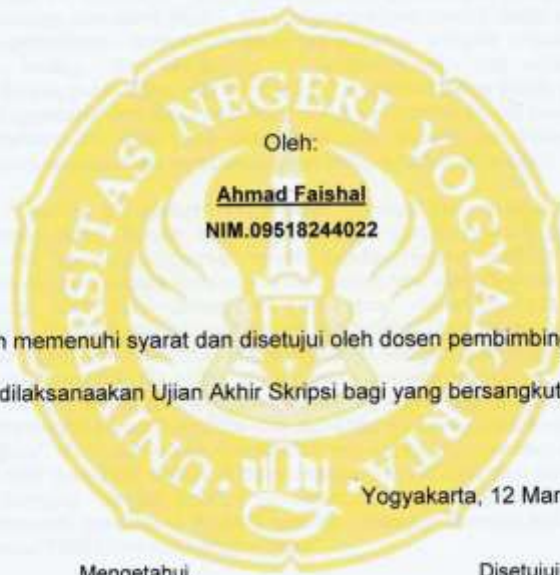 UNIVERSITAS NEGERI YOGYAKARTA
Oleh:
Ahmad Faishal
NIM.09518244022
memenuhi syarat dan disetujui oleh dosen
dilaksanaakan Ujian Akhir Skripsi bagi yang
Yogyakarta, 12
Mengetahui
Disetujui